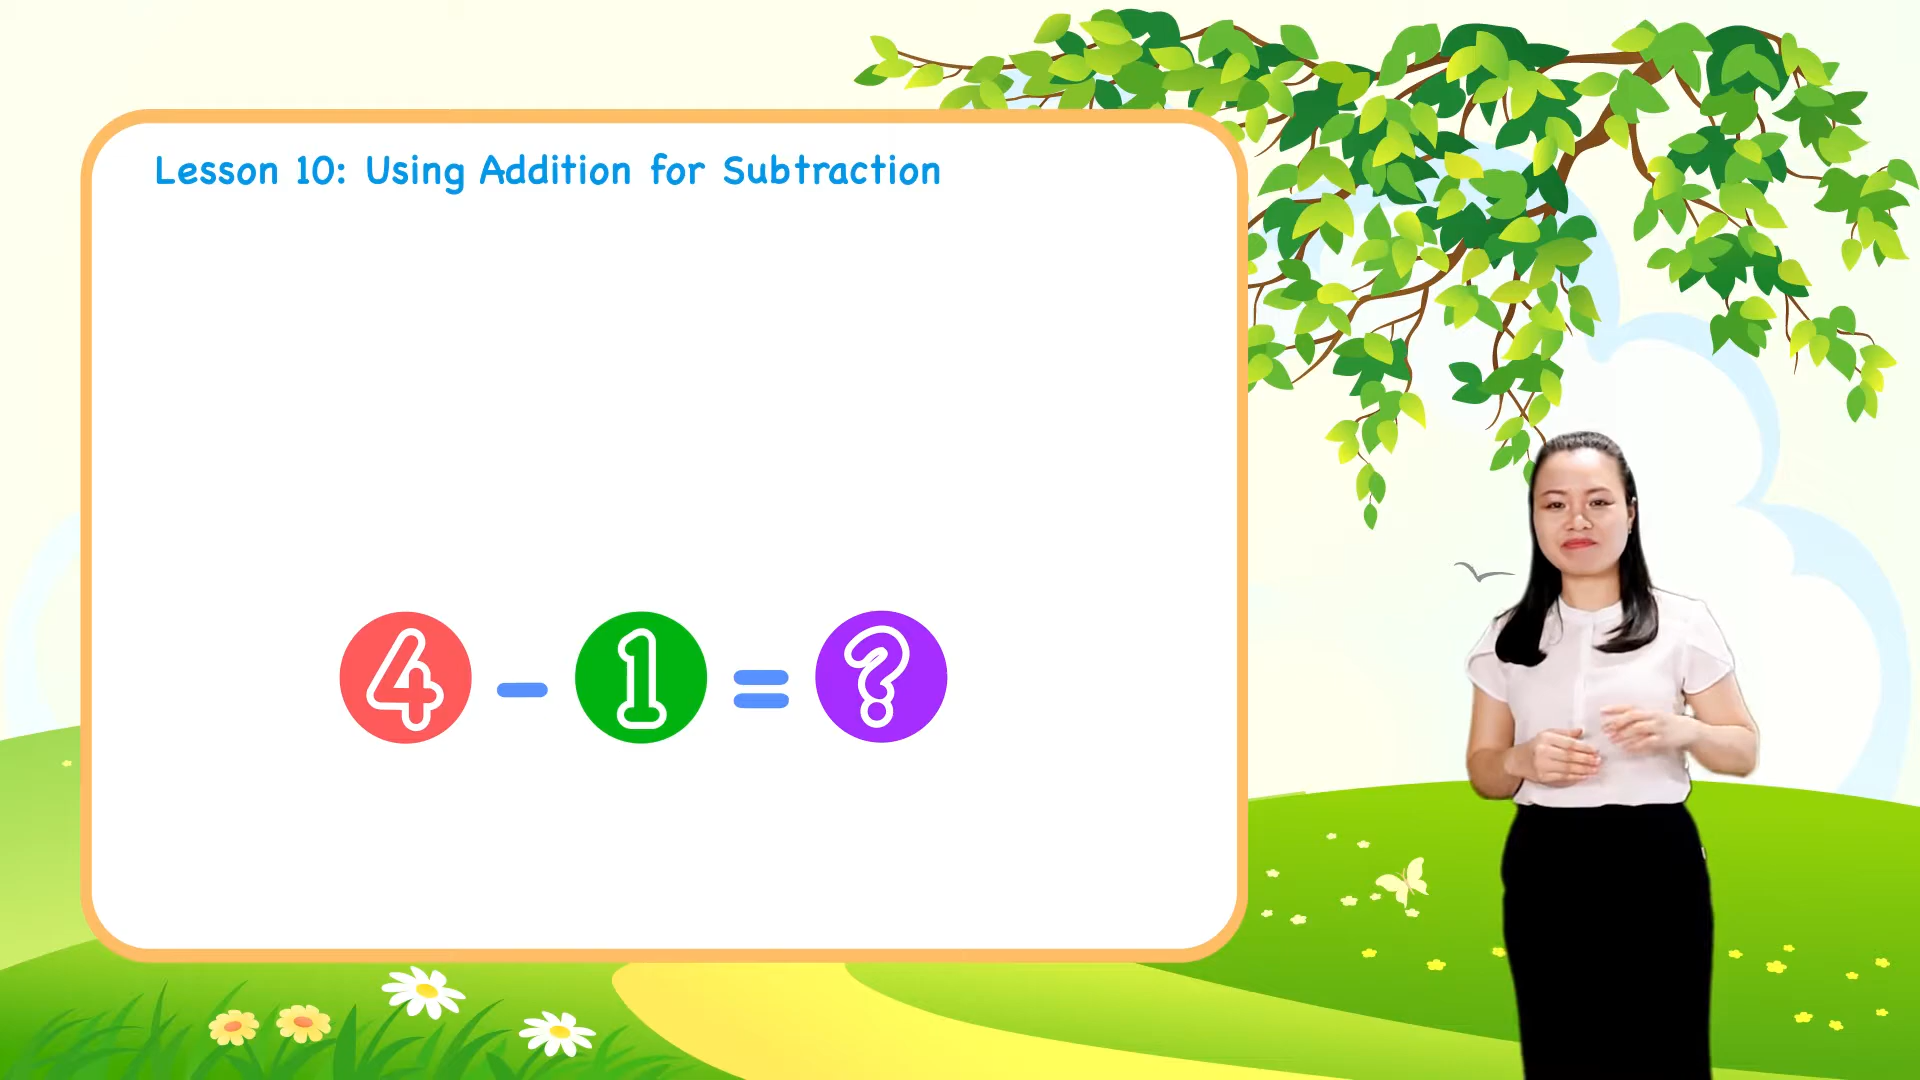 Lesson 10: Using Addition for Subtraction
4 - 1 = ?